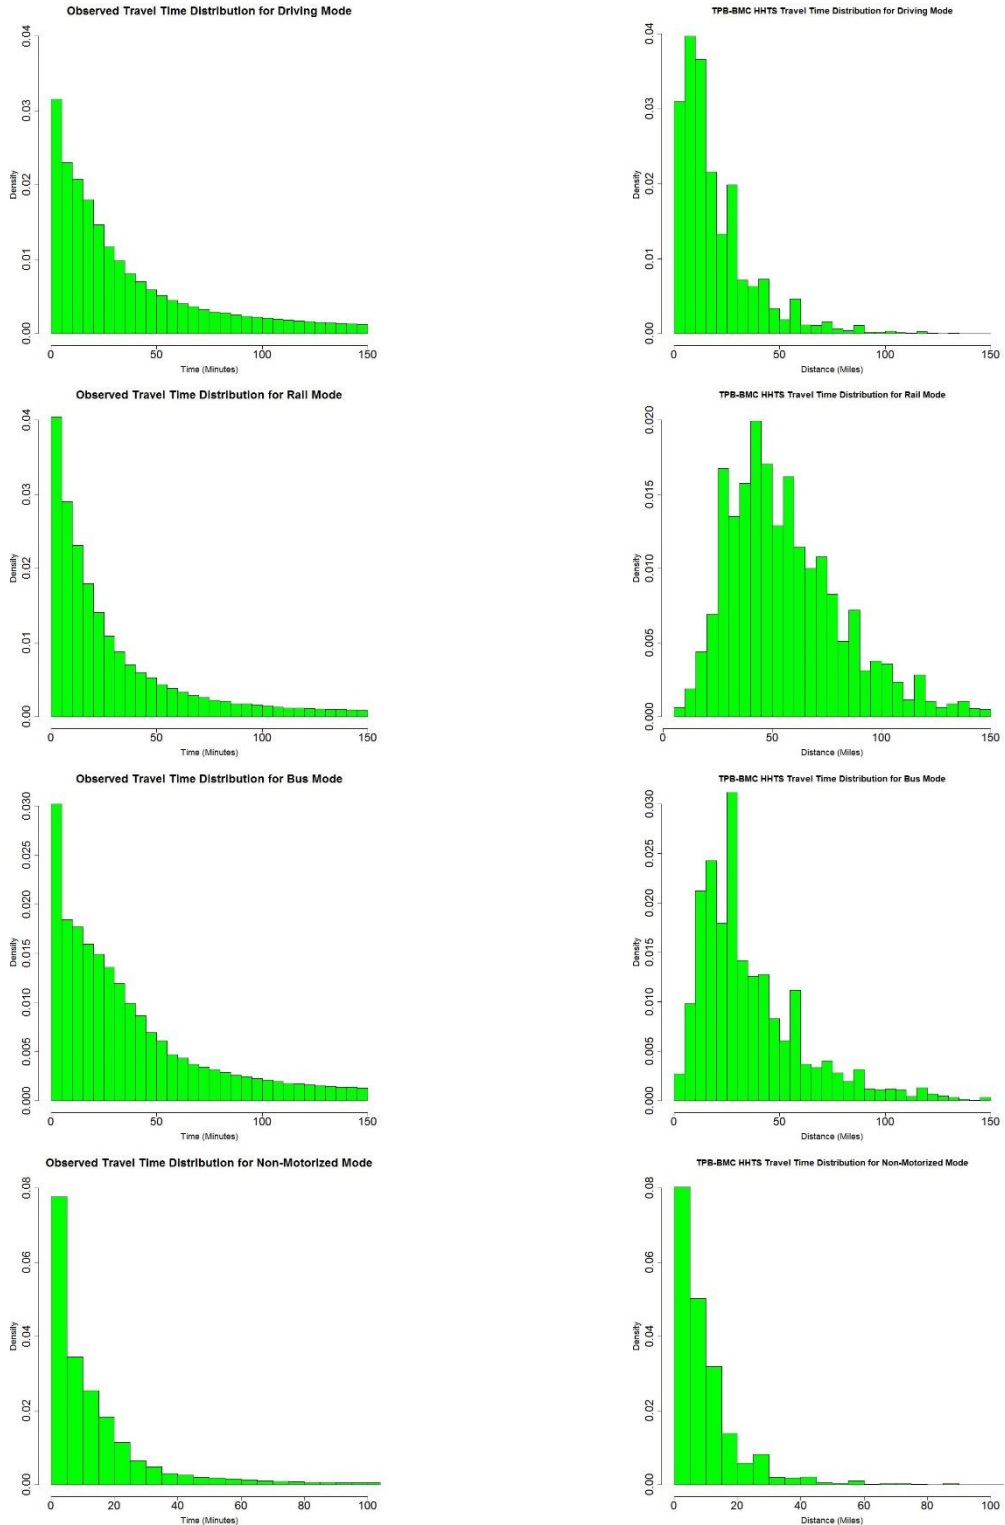 Observed Travel Time Distribution for Driving Mode
Density
0.00 0.01 0.02 0.03 0.04
0 50 100 150
Time (Minutes)
TPB-BMC HHTS Travel Time Distribution for Driving Mode
Density
0.00 0.01 0.02 0.03 0.04
0 50 100 150
Distance (Miles)
Observed Travel Time Distribution for Rail Mode
Density
0.00 0.01 0.02 0.03 0.04
0 50 100 150
Time (Minutes)
TPB-BMC HHTS Travel Time Distribution for Rail Mode
Density
0.000 0.005 0.010 0.015 0.020
0 50 100 150
Distance (Miles)
Observed Travel Time Distribution for Bus Mode
Density
0.000 0.005 0.010 0.015 0.020 0.025 0.030
0 50 100 150
Time (Minutes)
TPB-BMC HHTS Travel Time Distribution for Bus Mode
Density
0.000 0.005 0.010 0.015 0.020 0.025 0.030
0 50 100 150
Distance (Miles)
Observed Travel Time Distribution for Non-Motorized Mode
Density
0.00 0.02 0.04 0.06 0.08
0 20 40 60 80 100
Time (Minutes)
TPB-BMC HHTS Travel Time Distribution for Non-Motorized Mode
Density
0.00 0.02 0.04 0.06 0.08
0 20 40 60 80 100
Distance (Miles)